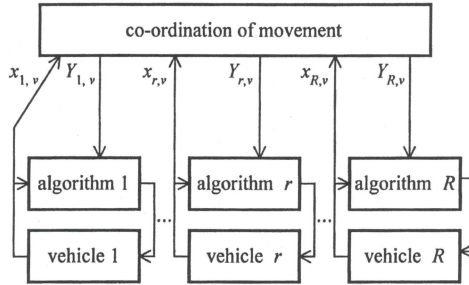 co-ordination of movement
x1, v Y1, v xr,v Yr,v xR,v YR,v
algorithm 1 ... algorithm r ... algorithm R
vehicle 1 vehicle r vehicle R